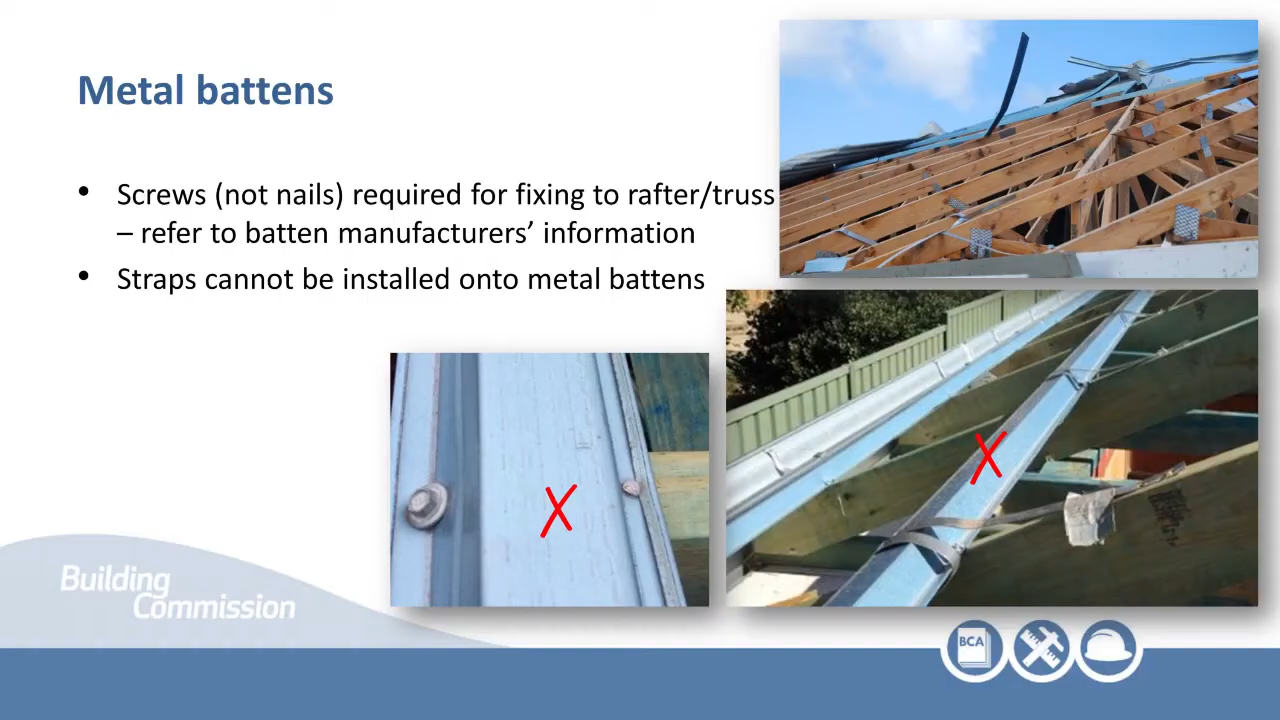 Metal battens
• Screws (not nails) required for fixing to rafter/truss
– refer to batten manufacturers’ information
• Straps cannot be installed onto metal battens
Building
Commission
BCA